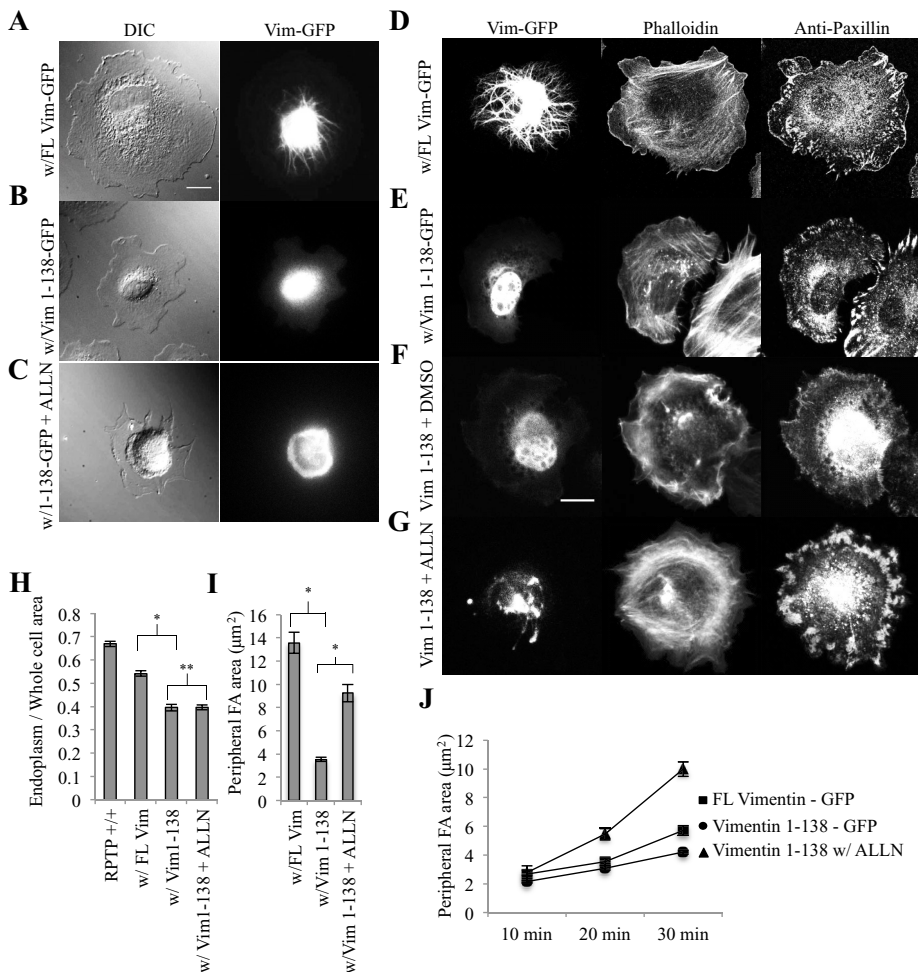 A
DIC
Vim-GFP
w/FL Vim-GFP
B
w/Vim 1-138-GFP
C
w/1-138-GFP + ALLN
D
Vim-GFP
Phalloidin
Anti-Paxillin
w/FL Vim-GFP
E
w/Vim 1-138-GFP
F
Vim 1-138 + DMSO
G
Vim 1-138 + ALLN
H
Endoplasm / Whole cell area
0.8
0.7
0.6
0.5
0.4
0.3
0.2
0.1
0
*
**
RPTP +/+
w/ FL Vim
w/ Vim1-138
w/ Vim1-138 + ALLN
I
Peripheral FA area (µm²)
16
14
12
10
8
6
4
2
0
*
*
w/FL Vim
w/Vim 1-138
w/Vim 1-138 + ALLN
J
Peripheral FA area (µm²)
12
10
8
6
4
2
0
10 min
20 min
30 min
FL Vimentin - GFP
Vimentin 1-138 - GFP
Vimentin 1-138 w/ ALLN